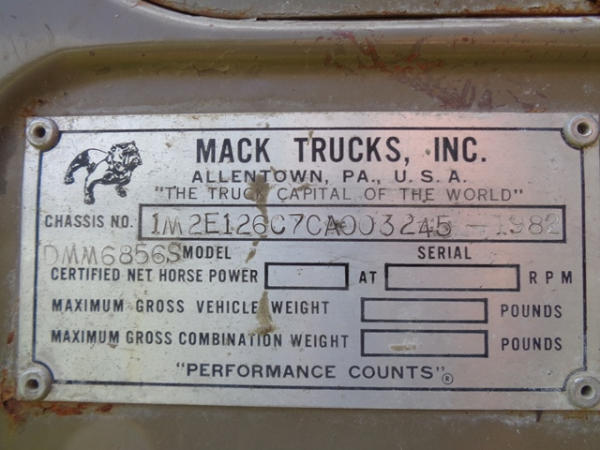 MACK TRUCKS, INC.
ALLENTOWN, PA., U.S.A.
"THE TRUCK CAPITAL OF THE WORLD"
CHASSIS NO. 1M2E126C7CA003245 - 1982
DMM6856S MODEL SERIAL
CERTIFIED NET HORSE POWER AT RPM
MAXIMUM GROSS VEHICLE WEIGHT POUNDS
MAXIMUM GROSS COMBINATION WEIGHT POUNDS
"PERFORMANCE COUNTS"®